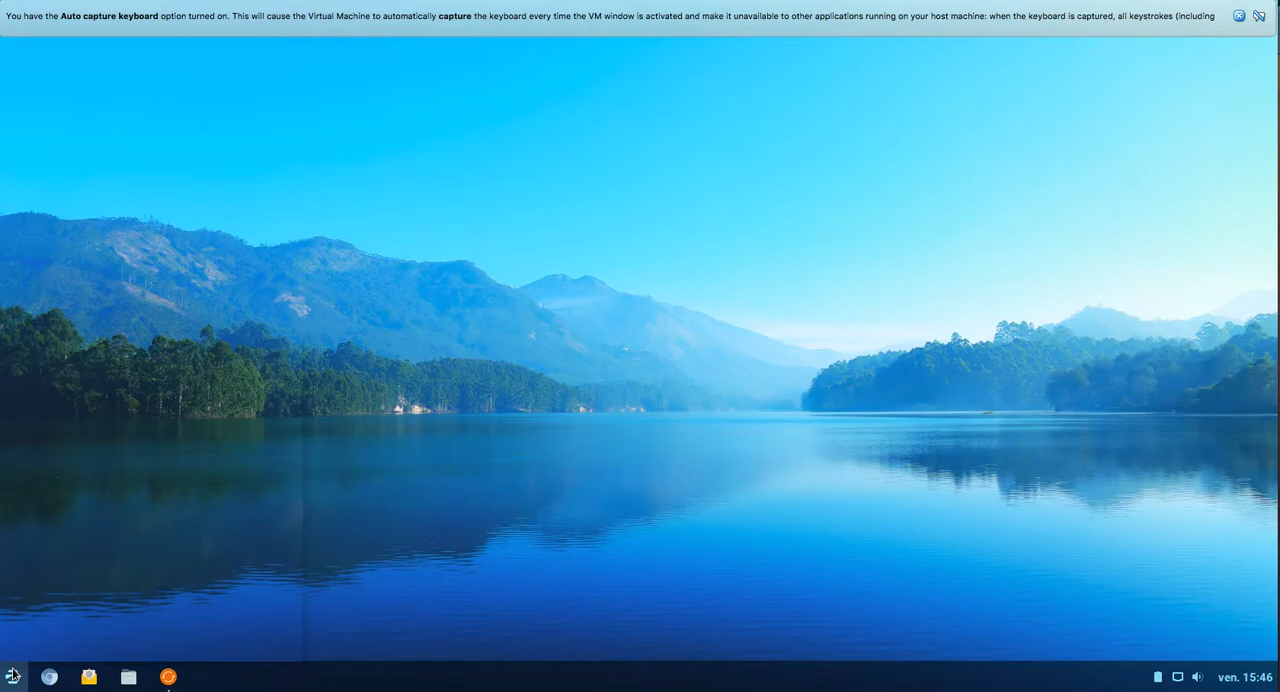 You have the Auto capture keyboard option turned on. This will cause the Virtual Machine to automatically capture the keyboard every time the VM window is activated and make it unavailable to other applications running on your host machine: when the keyboard is captured, all keystrokes (including
ven. 15:46